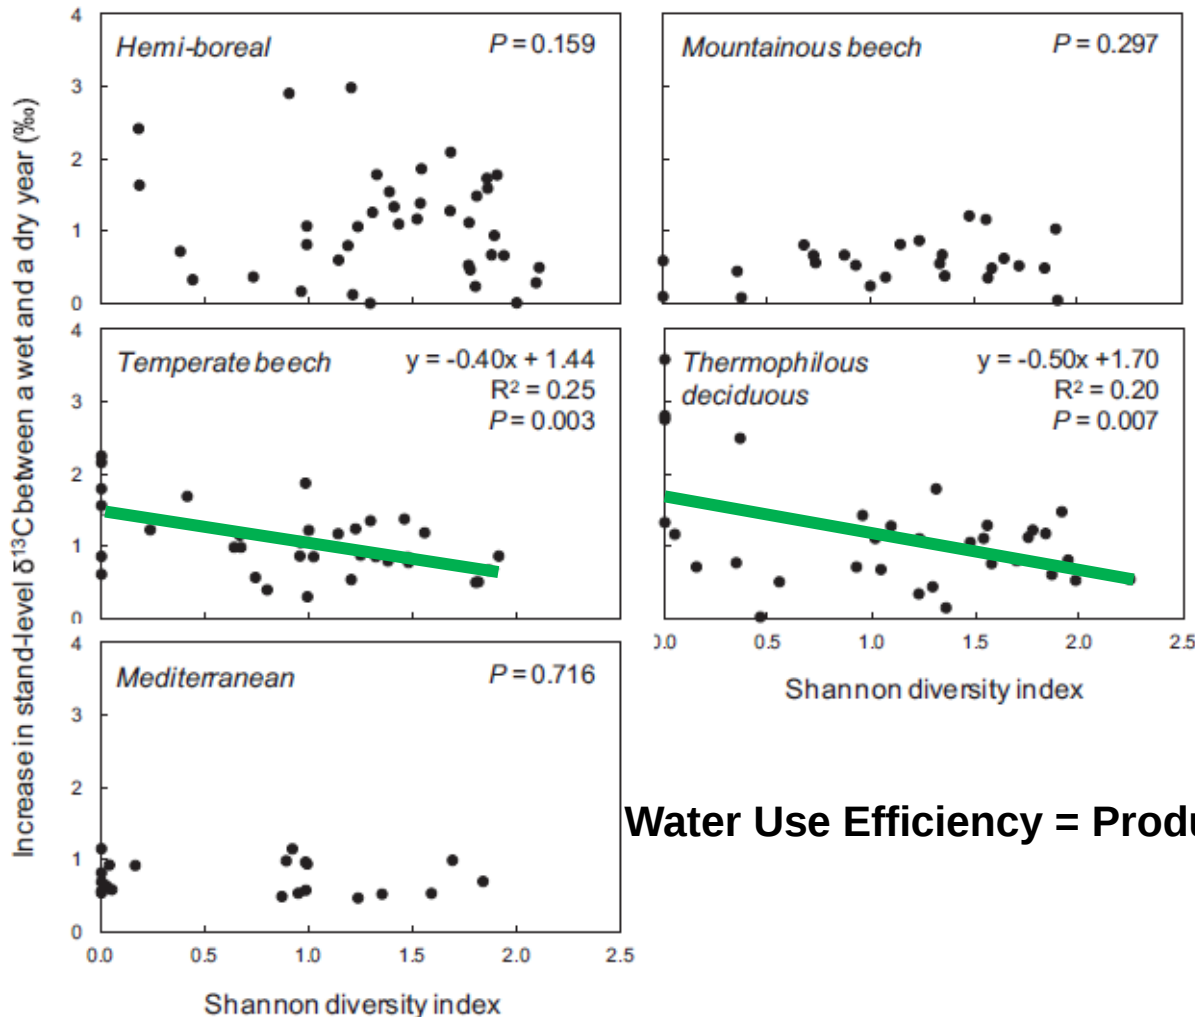 Increase in stand-level δ¹³C between a wet and a dry year (‰)
4
3
2
1
0
Hemi-boreal
P = 0.159
Mountainous beech
P = 0.297
4
3
2
1
0
Temperate beech
y = -0.40x + 1.44
R² = 0.25
P = 0.003
Thermophilous
deciduous
y = -0.50x +1.70
R² = 0.20
P = 0.007
0.5
1.0
1.5
2.0
2.5
Shannon diversity index
4
3
2
1
0
Mediterranean
P = 0.716
0.0
0.5
1.0
1.5
2.0
2.5
Shannon diversity index
Water Use Efficiency =